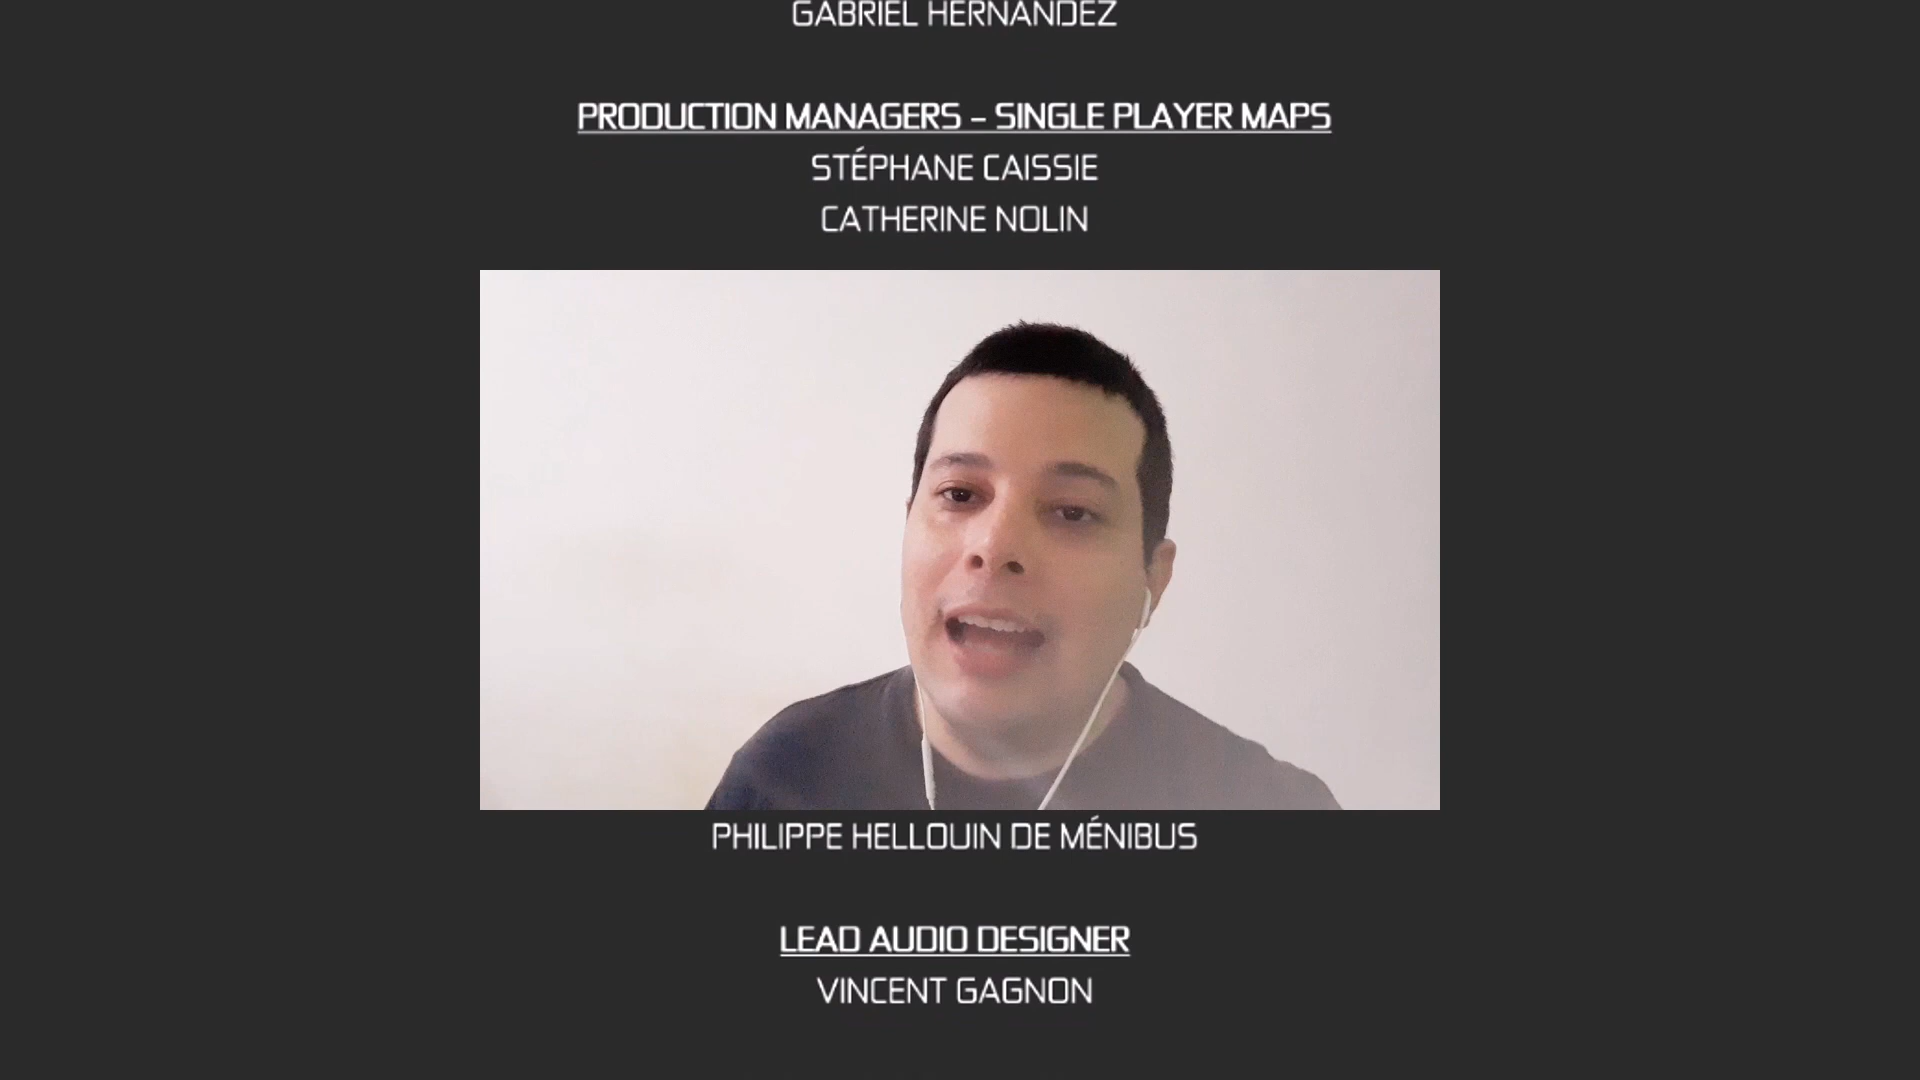 GABRIEL HERNANDEZ
PRODUCTION MANAGERS – SINGLE PLAYER MAPS
STÉPHANE CAISSIE
CATHERINE NOLIN
PHILIPPE HELLOUIN DE MÉNIBUS
LEAD AUDIO DESIGNER
VINCENT GAGNON